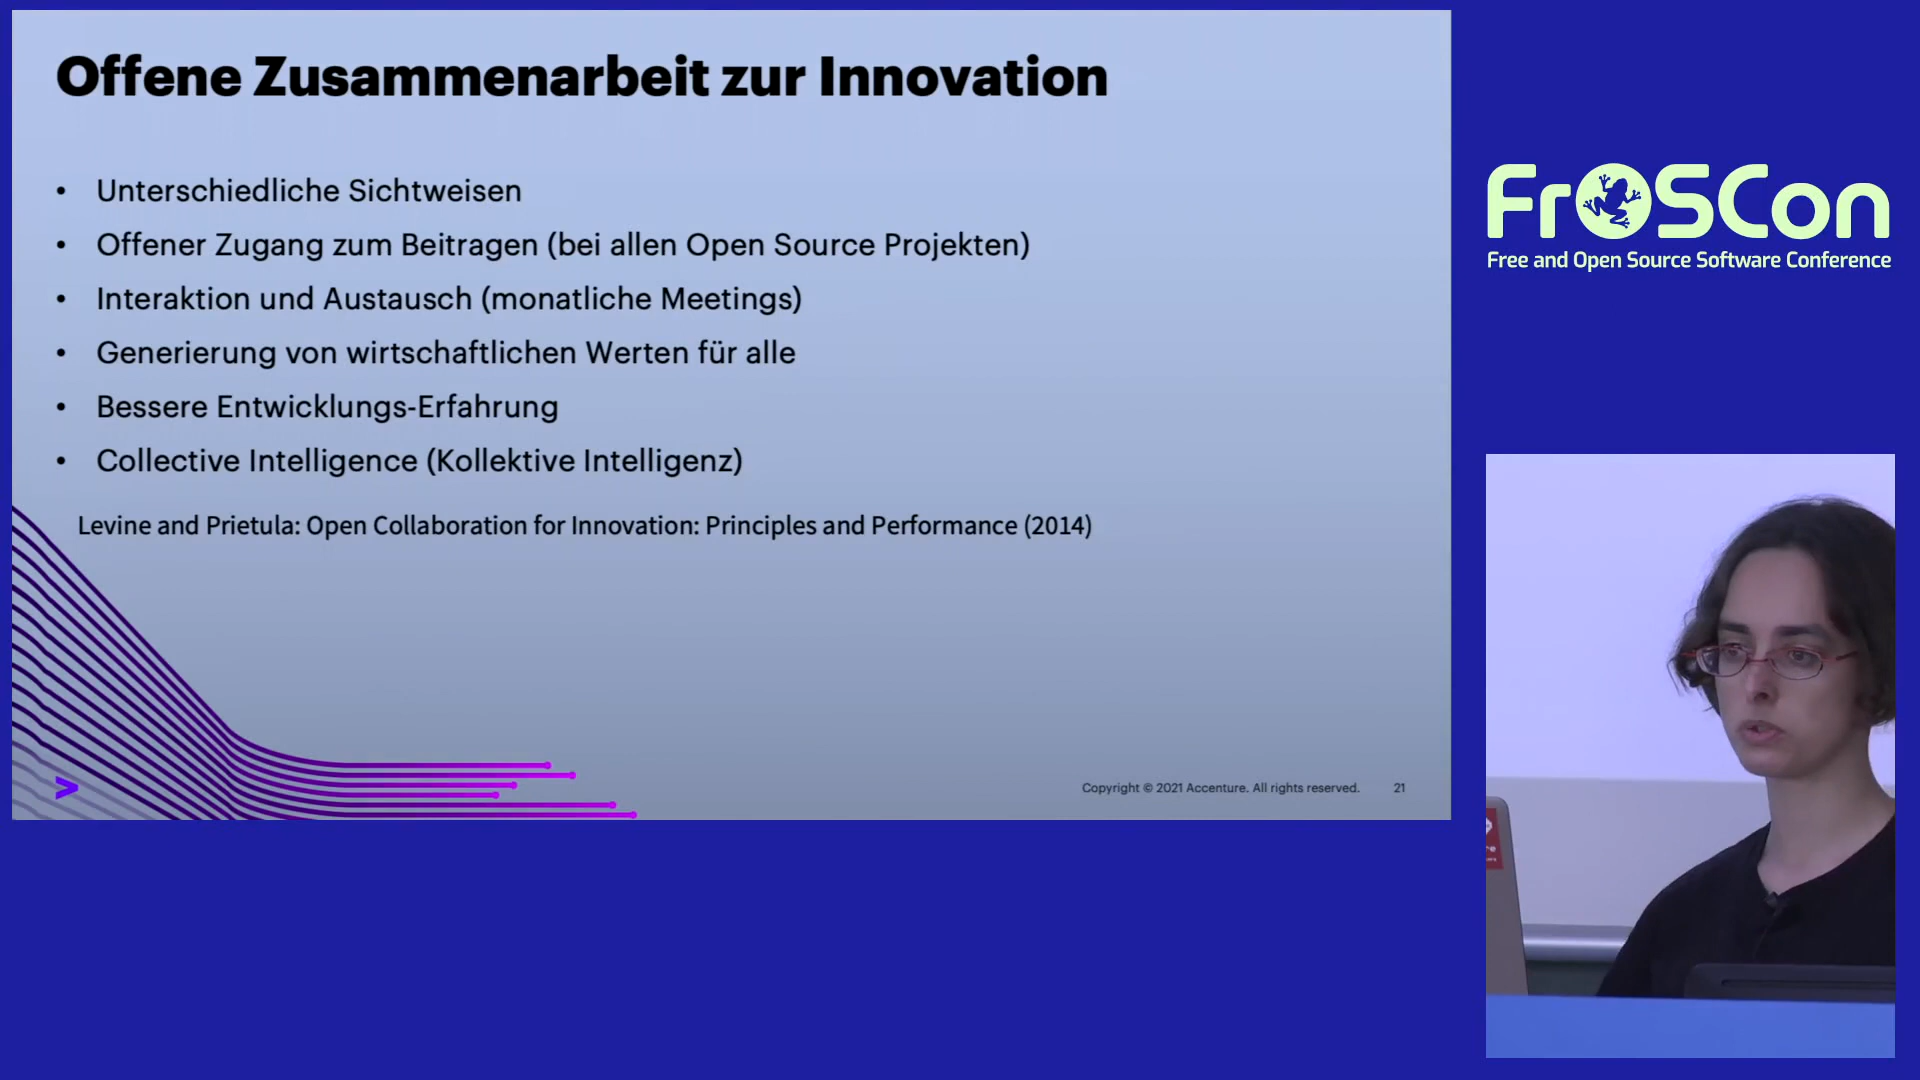 Offene Zusammenarbeit zur Innovation
• Unterschiedliche Sichtweisen
• Offener Zugang zum Beitragen (bei allen Open Source Projekten)
• Interaktion und Austausch (monatliche Meetings)
• Generierung von wirtschaftlichen Werten für alle
• Bessere Entwicklungs-Erfahrung
• Collective Intelligence (Kollektive Intelligenz)
Levine and Prietula: Open Collaboration for Innovation: Principles and Performance (2014)
>
Copyright © 2021 Accenture. All rights reserved. 21
FrOSCon
Free and Open Source Software Conference